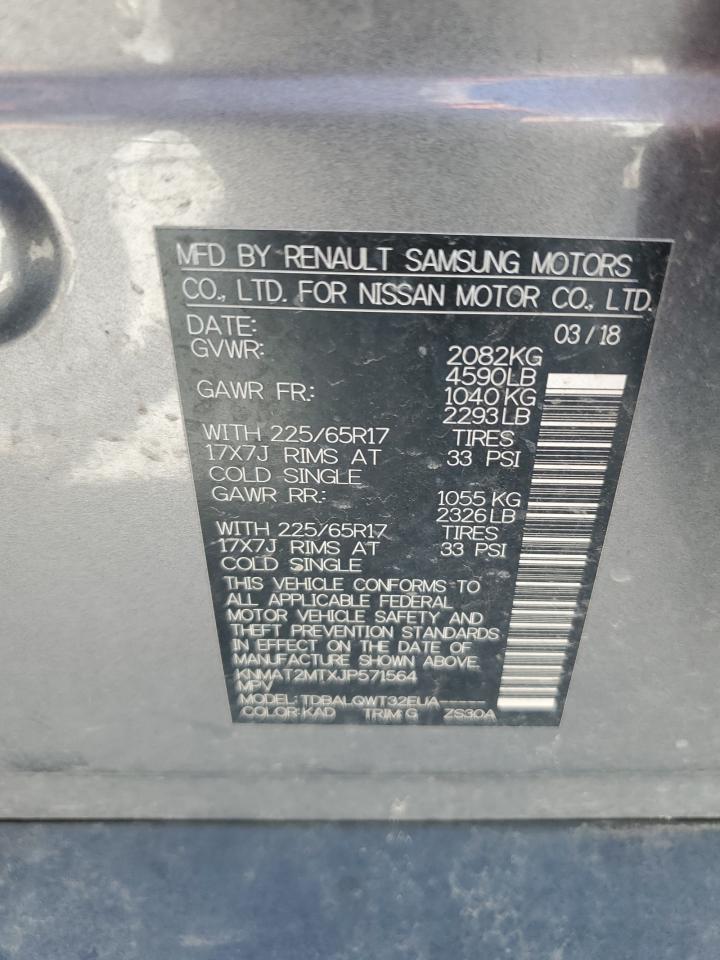 MFD BY RENAULT SAMSUNG MOTORS
CO., LTD. FOR NISSAN MOTOR CO., LTD.
DATE: 03/18
GVWR: 2082KG
4590LB
GAWR FR: 1040KG
2293LB
WITH 225/65R17 TIRES
17X7J RIMS AT 33 PSI
COLD SINGLE
GAWR RR: 1055KG
2326LB
WITH 225/65R17 TIRES
17X7J RIMS AT 33 PSI
COLD SINGLE
THIS VEHICLE CONFORMS TO
ALL APPLICABLE FEDERAL
MOTOR VEHICLE SAFETY AND
THEFT PREVENTION STANDARDS
IN EFFECT ON THE DATE OF
MANUFACTURE SHOWN ABOVE.
KNMAT2MTXJP571564
MPV
MODEL: TDBALQWT32EUA-----
COLOR: KAD TRIM: G ZS30A